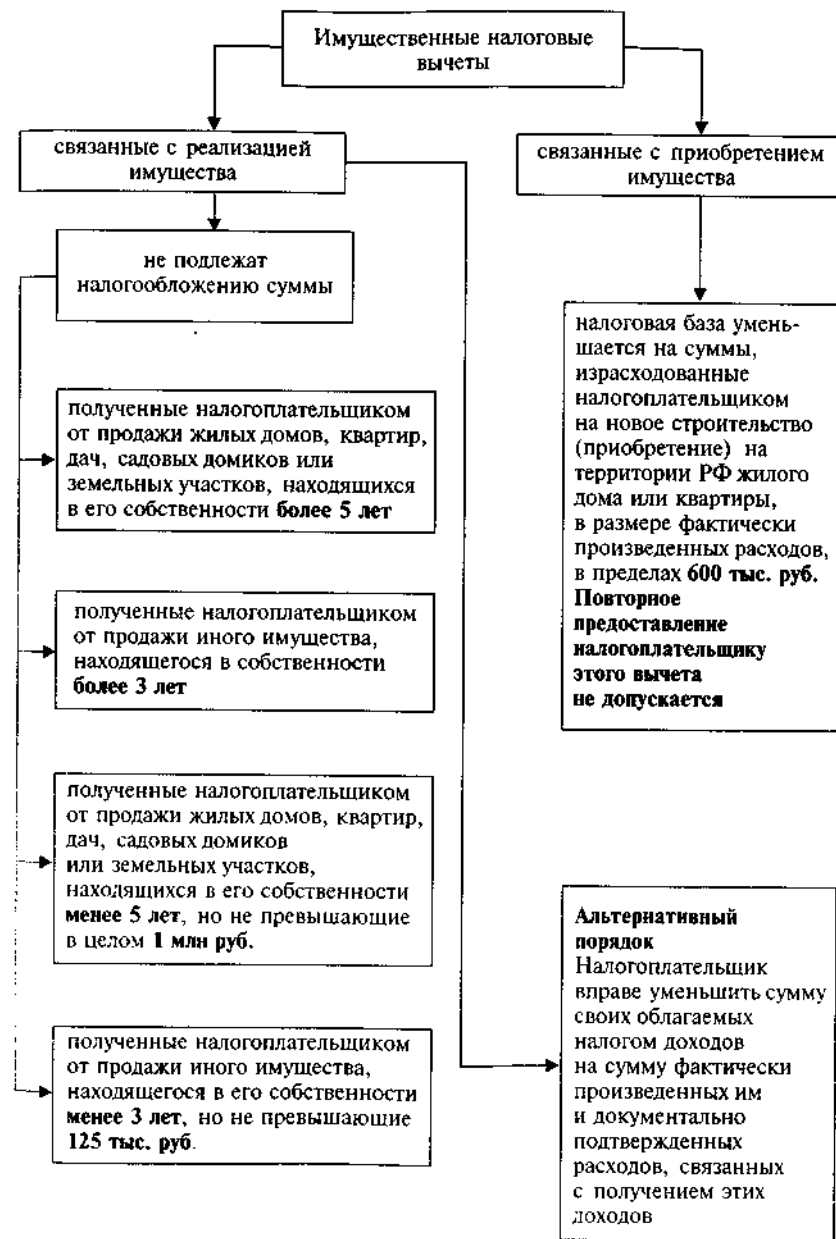 Имущественные налоговые
вычеты
связанные с реализацией
имущества
связанные с приобретением
имущества
не подлежат
налогообложению суммы
налоговая база умень-
шается на суммы,
израсходованные
налогоплательщиком
на новое строительство
(приобретение) на
территории РФ жилого
дома или квартиры,
в размере фактически
произведенных расходов,
в пределах 600 тыс. руб.
Повторное
предоставление
налогоплательщику
этого вычета
не допускается
полученные налогоплательщиком
от продажи жилых домов, квартир,
дач, садовых домиков или
земельных участков, находящихся
в его собственности более 5 лет
полученные налогоплательщиком
от продажи иного имущества,
находящегося в собственности
более 3 лет
полученные налогоплательщиком
от продажи жилых домов, квартир,
дач, садовых домиков
или земельных участков,
находящихся в его собственности
менее 5 лет, но не превышающие
в целом 1 млн руб.
полученные налогоплательщиком
от продажи иного имущества,
находящегося в его собственности
менее 3 лет, но не превышающие
125 тыс. руб.
Альтернативный
порядок
Налогоплательщик
вправе уменьшить сумму
своих облагаемых
налогом доходов
на сумму фактически
произведенных им
и документально
подтвержденных
расходов, связанных
с получением этих
доходов